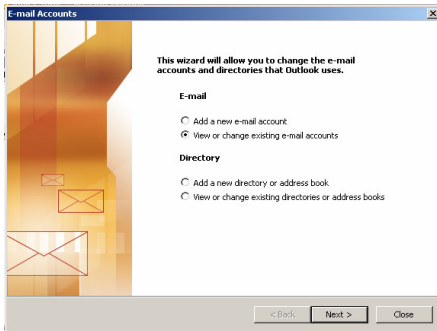 E-mail Accounts
This wizard will allow you to change the e-mail
accounts and directories that Outlook uses.
E-mail
Add a new e-mail account
View or change existing e-mail accounts
Directory
Add a new directory or address book
View or change existing directories or address books
< Back
Next >
Close